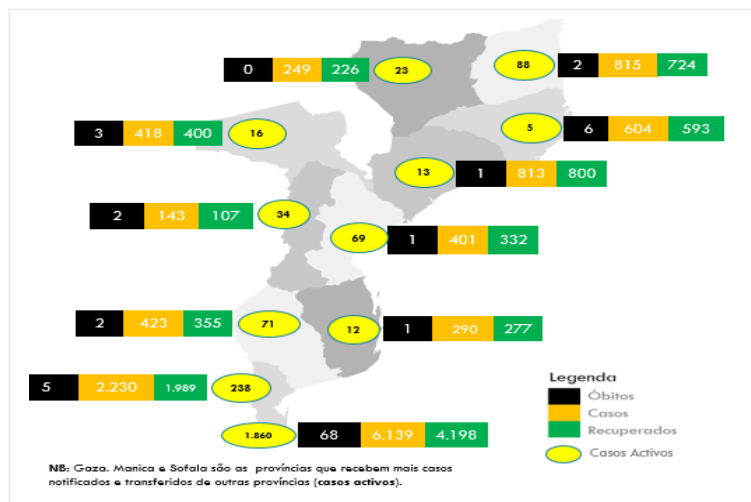 0 249 226 23
88 2 815 724
3 418 400 16
5 6 604 593
13 1 813 800
2 143 107 34
69 1 401 332
2 423 355 71
12 1 290 277
5 2.230 1.989 238
1.860 68 6.139 4.198
Legenda
Óbitos
Casos
Recuperados
Casos Activos
NB: Gaza. Manica e Sofala são as províncias que recebem mais casos
notificados e transferidos de outras províncias (casos activos).